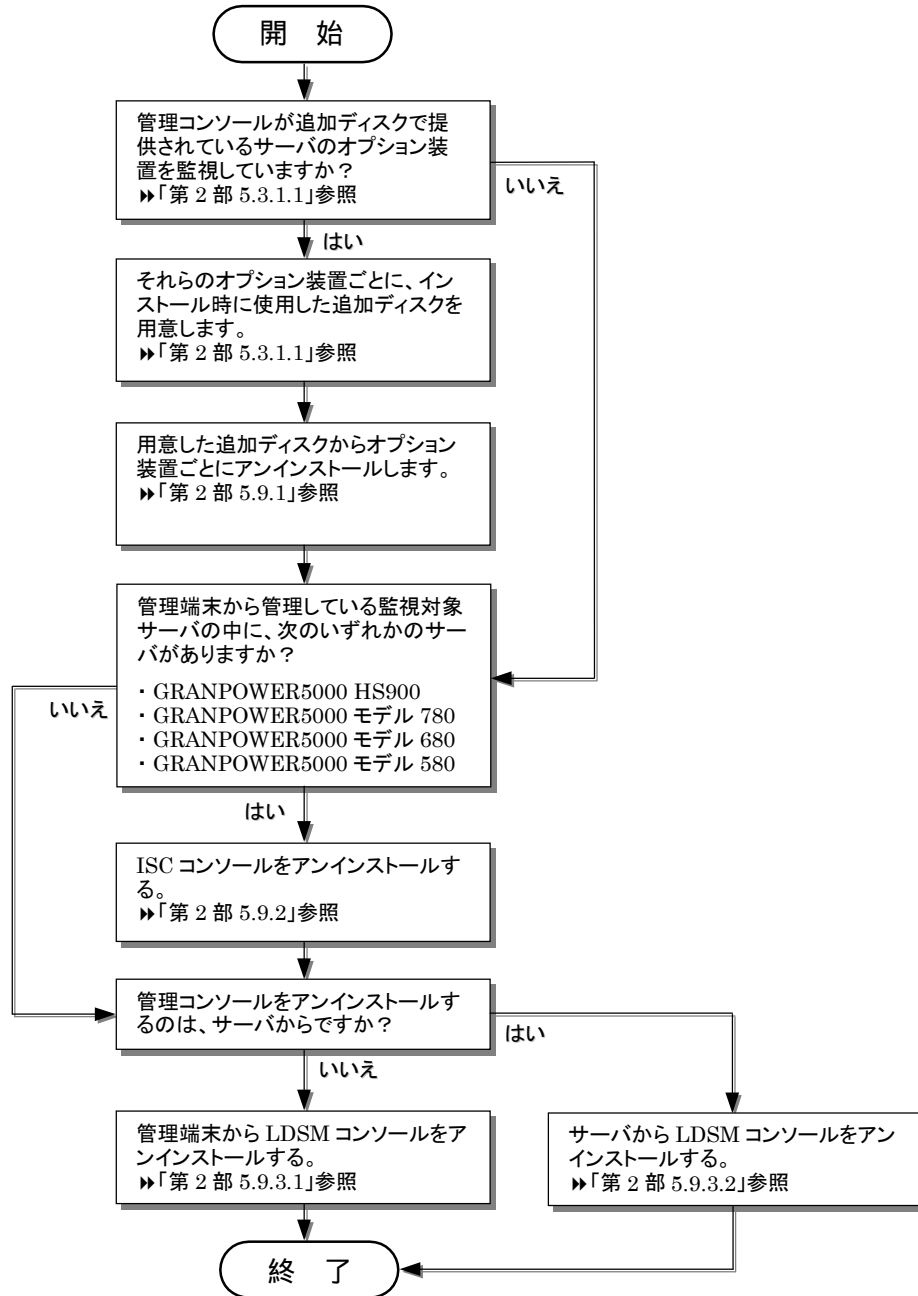 開　始
管理コンソールが追加ディスクで提
供されているサーバのオプション装
置を監視していますか？
▸▸「第 2 部 5.3.1.1」参照
いいえ
はい
それらのオプション装置ごとに、イン
ストール時に使用した追加ディスクを
用意します。
▸▸「第 2 部 5.3.1.1」参照
用意した追加ディスクからオプション
装置ごとにアンインストールします。
▸▸「第 2 部 5.9.1」参照
管理端末から管理している監視対象
サーバの中に、次のいずれかのサー
バがありますか？
・ GRANPOWER5000 HS900
・ GRANPOWER5000 モデル 780
・ GRANPOWER5000 モデル 680
・ GRANPOWER5000 モデル 580
いいえ
はい
ISC コンソールをアンインストールす
る。
▸▸「第 2 部 5.9.2」参照
管理コンソールをアンインストールす
るのは、サーバからですか？
はい
いいえ
管理端末から LDSM コンソールをア
ンインストールする。
▸▸「第 2 部 5.9.3.1」参照
サーバから LDSM コンソールをアン
インストールする。
▸▸「第 2 部 5.9.3.2」参照
終　了